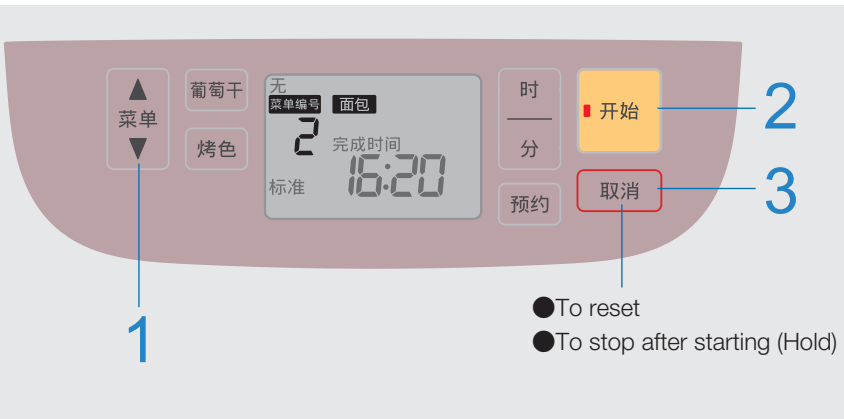 ▲
菜单
▼
葡萄干
烤色
无
菜单编号 面包
2
完成时间
16:20
标准
时
分
预约
开始
取消
1
2
3
●To reset
●To stop after starting (Hold)